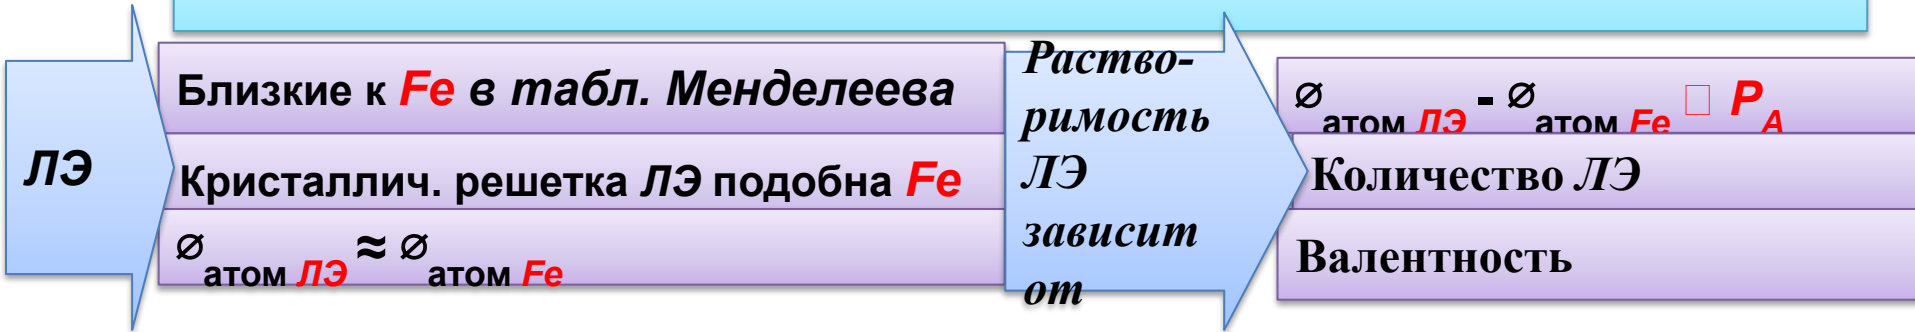 ЛЭ
Близкие к Fe в табл. Менделеева
Кристаллич. решетка ЛЭ подобна Fe
⌀атом ЛЭ ≈ ⌀атом Fe
Раство-
римость
ЛЭ
зависит
от
⌀атом ЛЭ - ⌀атом Fe □ PА
Количество ЛЭ
Валентность